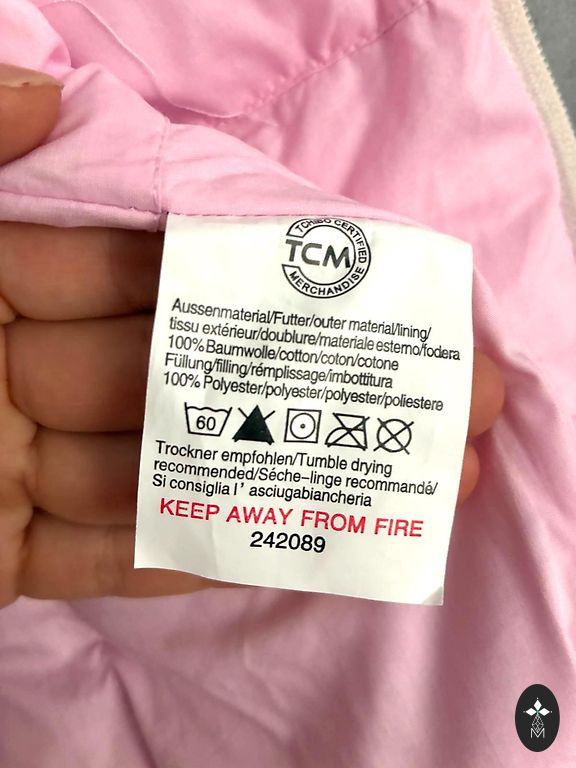 TCHIBO CERTIFIED
TCM
MERCHANDISE
Aussenmaterial/Futter/outer material/lining/
tissu extérieur/doublure/materiale esterno/fodera
100% Baumwolle/cotton/coton/cotone
Füllung/filling/rémplissage/imbottitura
100% Polyester/polyester/polyester/poliestere
60
Trockner empfohlen/Tumble drying
recommended/Séche-linge recommandé/
Si consiglia l' asciugabiancheria
KEEP AWAY FROM FIRE
242089
M